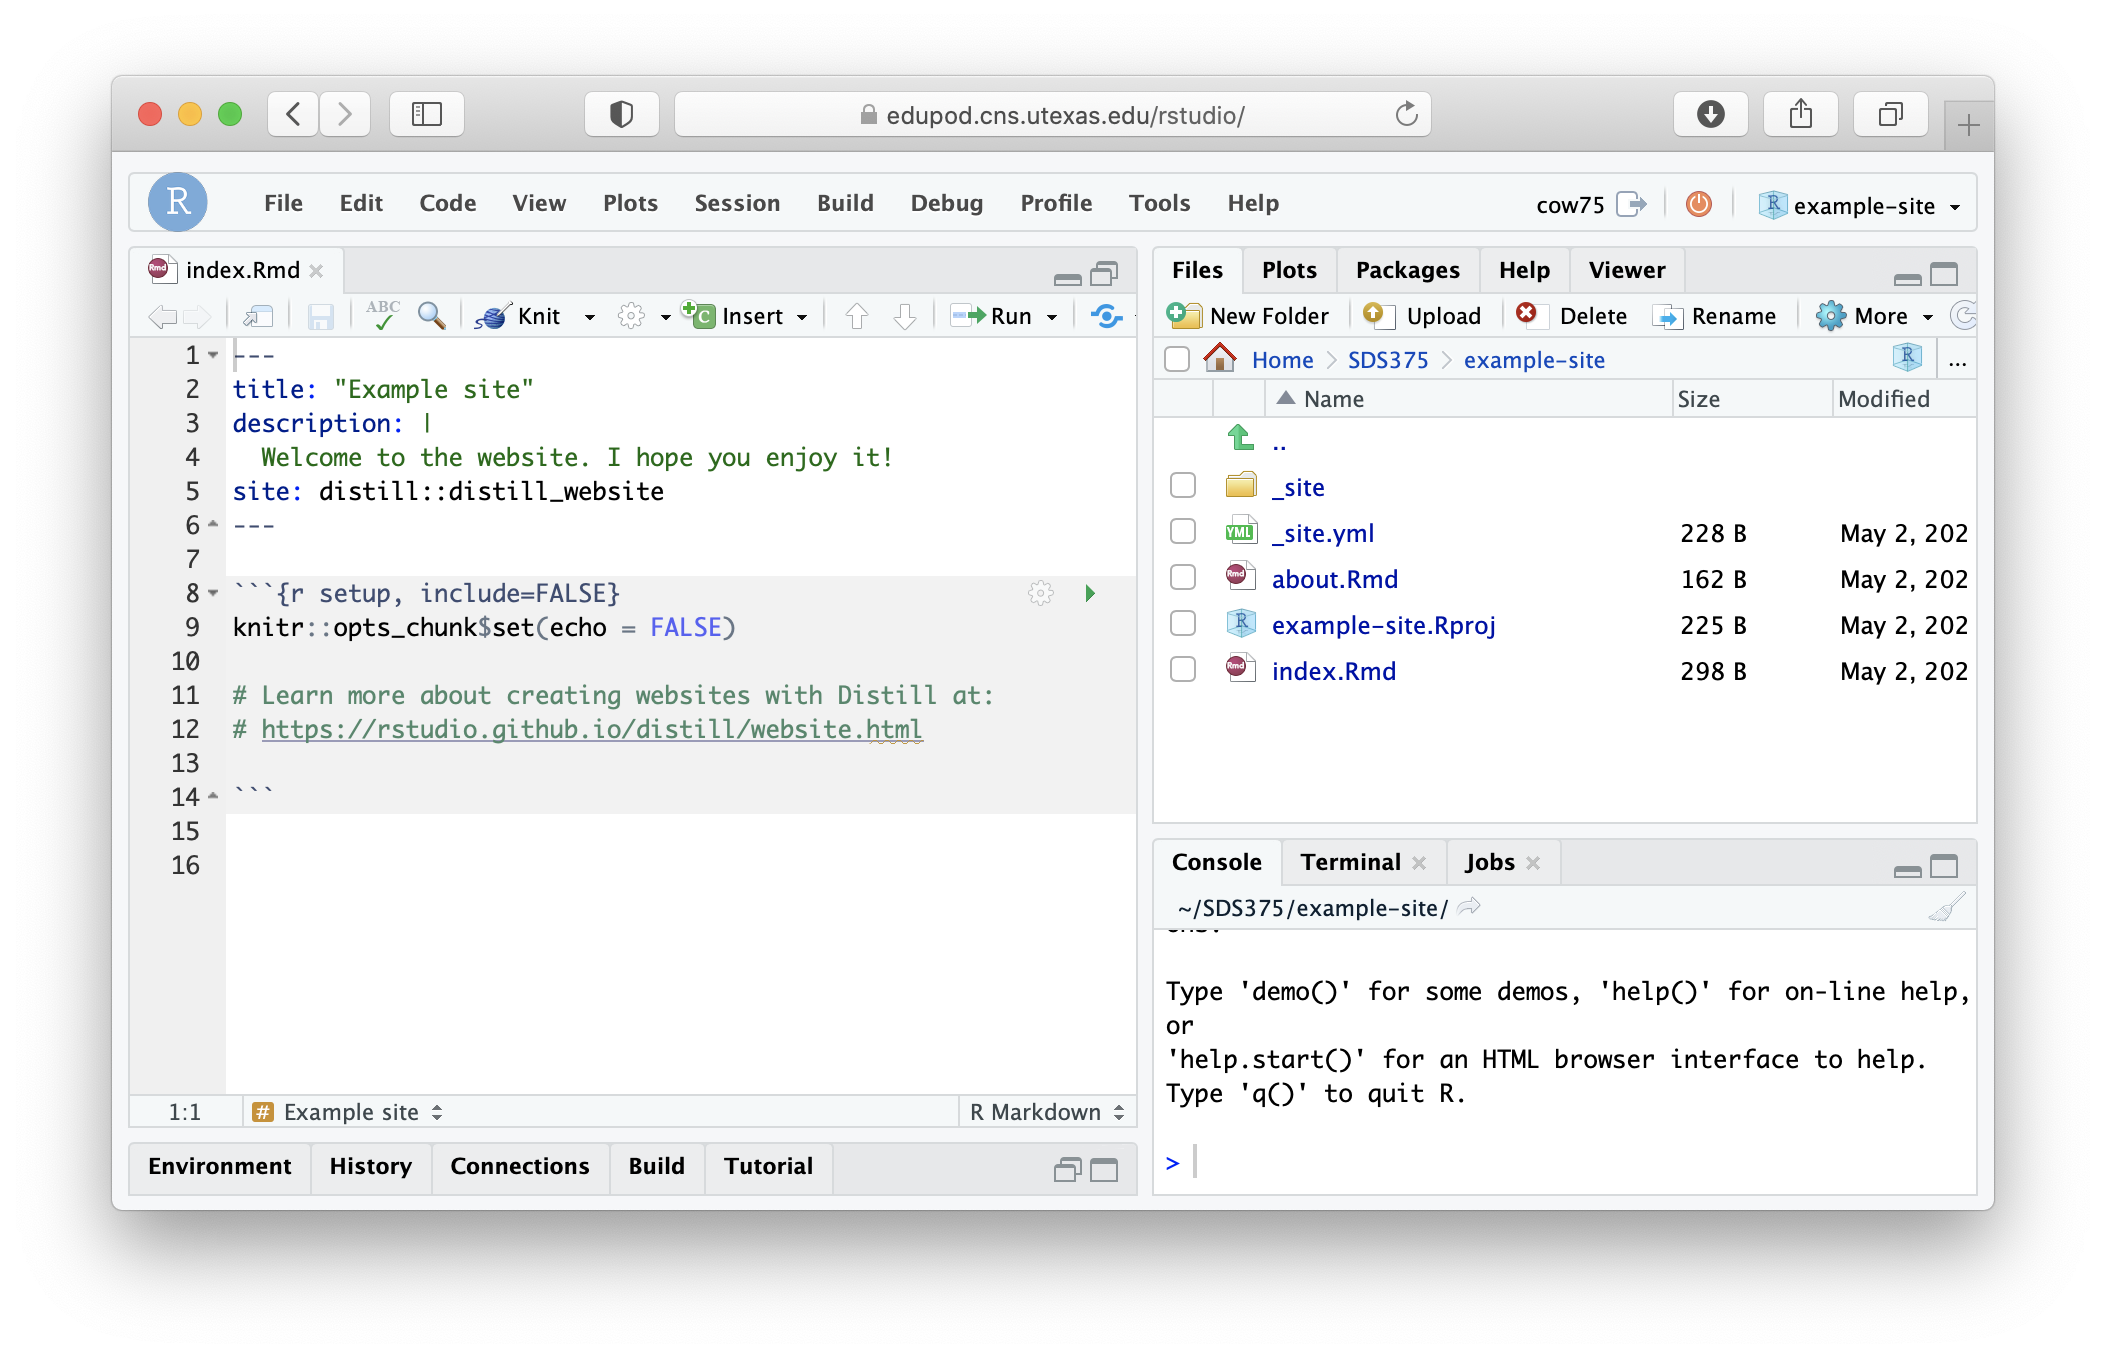 edupod.cns.utexas.edu/rstudio/
R File Edit Code View Plots Session Build Debug Profile Tools Help cow75 R example-site
Rmd index.Rmd
ABC Knit C Insert Run
1 ---
2 title: "Example site"
3 description: |
4 Welcome to the website. I hope you enjoy it!
5 site: distill::distill_website
6 ---
7
8 ```{r setup, include=FALSE}
9 knitr::opts_chunk$set(echo = FALSE)
10
11 # Learn more about creating websites with Distill at:
12 # https://rstudio.github.io/distill/website.html
13
14 ```
15
16
1:1 # Example site R Markdown
Environment History Connections Build Tutorial
Files Plots Packages Help Viewer
New Folder Upload Delete Rename More
Home SDS375 example-site R ...
Name Size Modified
..
_site
YML _site.yml 228 B May 2, 202
Rmd about.Rmd 162 B May 2, 202
R example-site.Rproj 225 B May 2, 202
Rmd index.Rmd 298 B May 2, 202
Console Terminal Jobs
~/SDS375/example-site/
Type 'demo()' for some demos, 'help()' for on-line help,
or
'help.start()' for an HTML browser interface to help.
Type 'q()' to quit R.
>